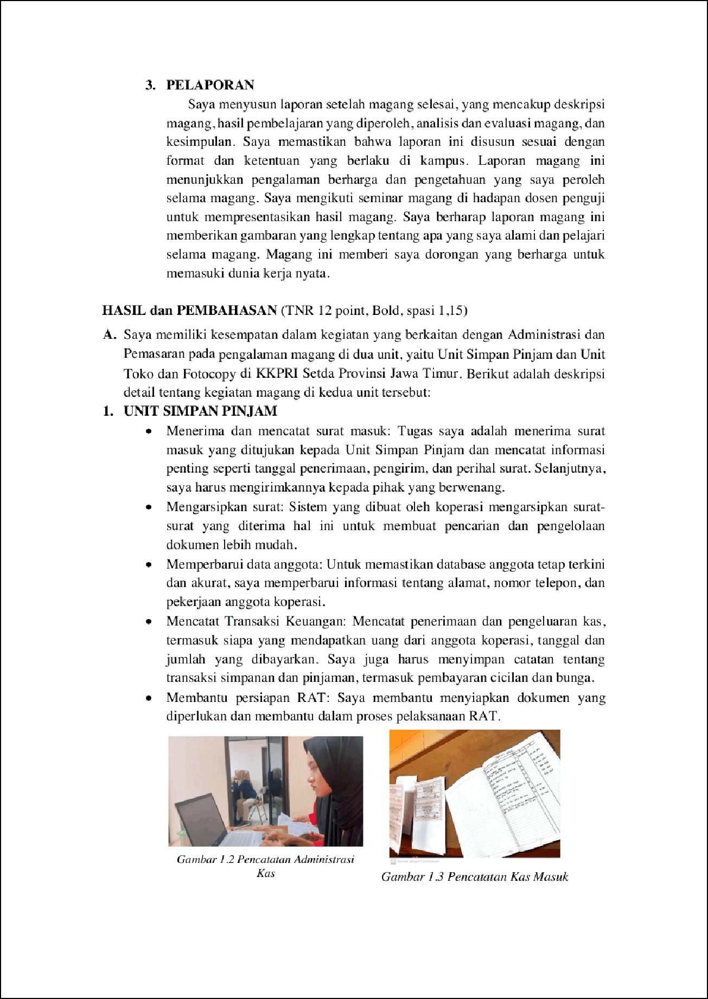 3. PELAPORAN
Saya menyusun laporan setelah magang selesai, yang mencakup deskripsi
magang, hasil pembelajaran yang diperoleh, analisis dan evaluasi magang, dan
kesimpulan. Saya memastikan bahwa laporan ini disusun sesuai dengan
format dan ketentuan yang berlaku di kampus. Laporan magang ini
menunjukkan pengalaman berharga dan pengetahuan yang saya peroleh
selama magang. Saya mengikuti seminar magang di hadapan dosen penguji
untuk mempresentasikan hasil magang. Saya berharap laporan magang ini
memberikan gambaran yang lengkap tentang apa yang saya alami dan pelajari
selama magang. Magang ini memberi saya dorongan yang berharga untuk
memasuki dunia kerja nyata.
HASIL dan PEMBAHASAN (TNR 12 point, Bold, spasi 1,15)
A. Saya memiliki kesempatan dalam kegiatan yang berkaitan dengan Administrasi dan
Pemasaran pada pengalaman magang di dua unit, yaitu Unit Simpan Pinjam dan Unit
Toko dan Fotocopy di KKPRI Setda Provinsi Jawa Timur. Berikut adalah deskripsi
detail tentang kegiatan magang di kedua unit tersebut:
1. UNIT SIMPAN PINJAM
• Menerima dan mencatat surat masuk: Tugas saya adalah menerima surat
masuk yang ditujukan kepada Unit Simpan Pinjam dan mencatat informasi
penting seperti tanggal penerimaan, pengirim, dan perihal surat. Selanjutnya,
saya harus mengirimkannya kepada pihak yang berwenang.
• Mengarsipkan surat: Sistem yang dibuat oleh koperasi mengarsipkan surat-
surat yang diterima hal ini untuk membuat pencarian dan pengelolaan
dokumen lebih mudah.
• Memperbarui data anggota: Untuk memastikan database anggota tetap terkini
dan akurat, saya memperbarui informasi tentang alamat, nomor telepon, dan
pekerjaan anggota koperasi.
• Mencatat Transaksi Keuangan: Mencatat penerimaan dan pengeluaran kas,
termasuk siapa yang mendapatkan uang dari anggota koperasi, tanggal dan
jumlah yang dibayarkan. Saya juga harus menyimpan catatan tentang
transaksi simpanan dan pinjaman, termasuk pembayaran cicilan dan bunga.
• Membantu persiapan RAT: Saya membantu menyiapkan dokumen yang
diperlukan dan membantu dalam proses pelaksanaan RAT.
Gambar 1.2 Pencatatan Administrasi
Kas
Gambar 1.3 Pencatatan Kas Masuk